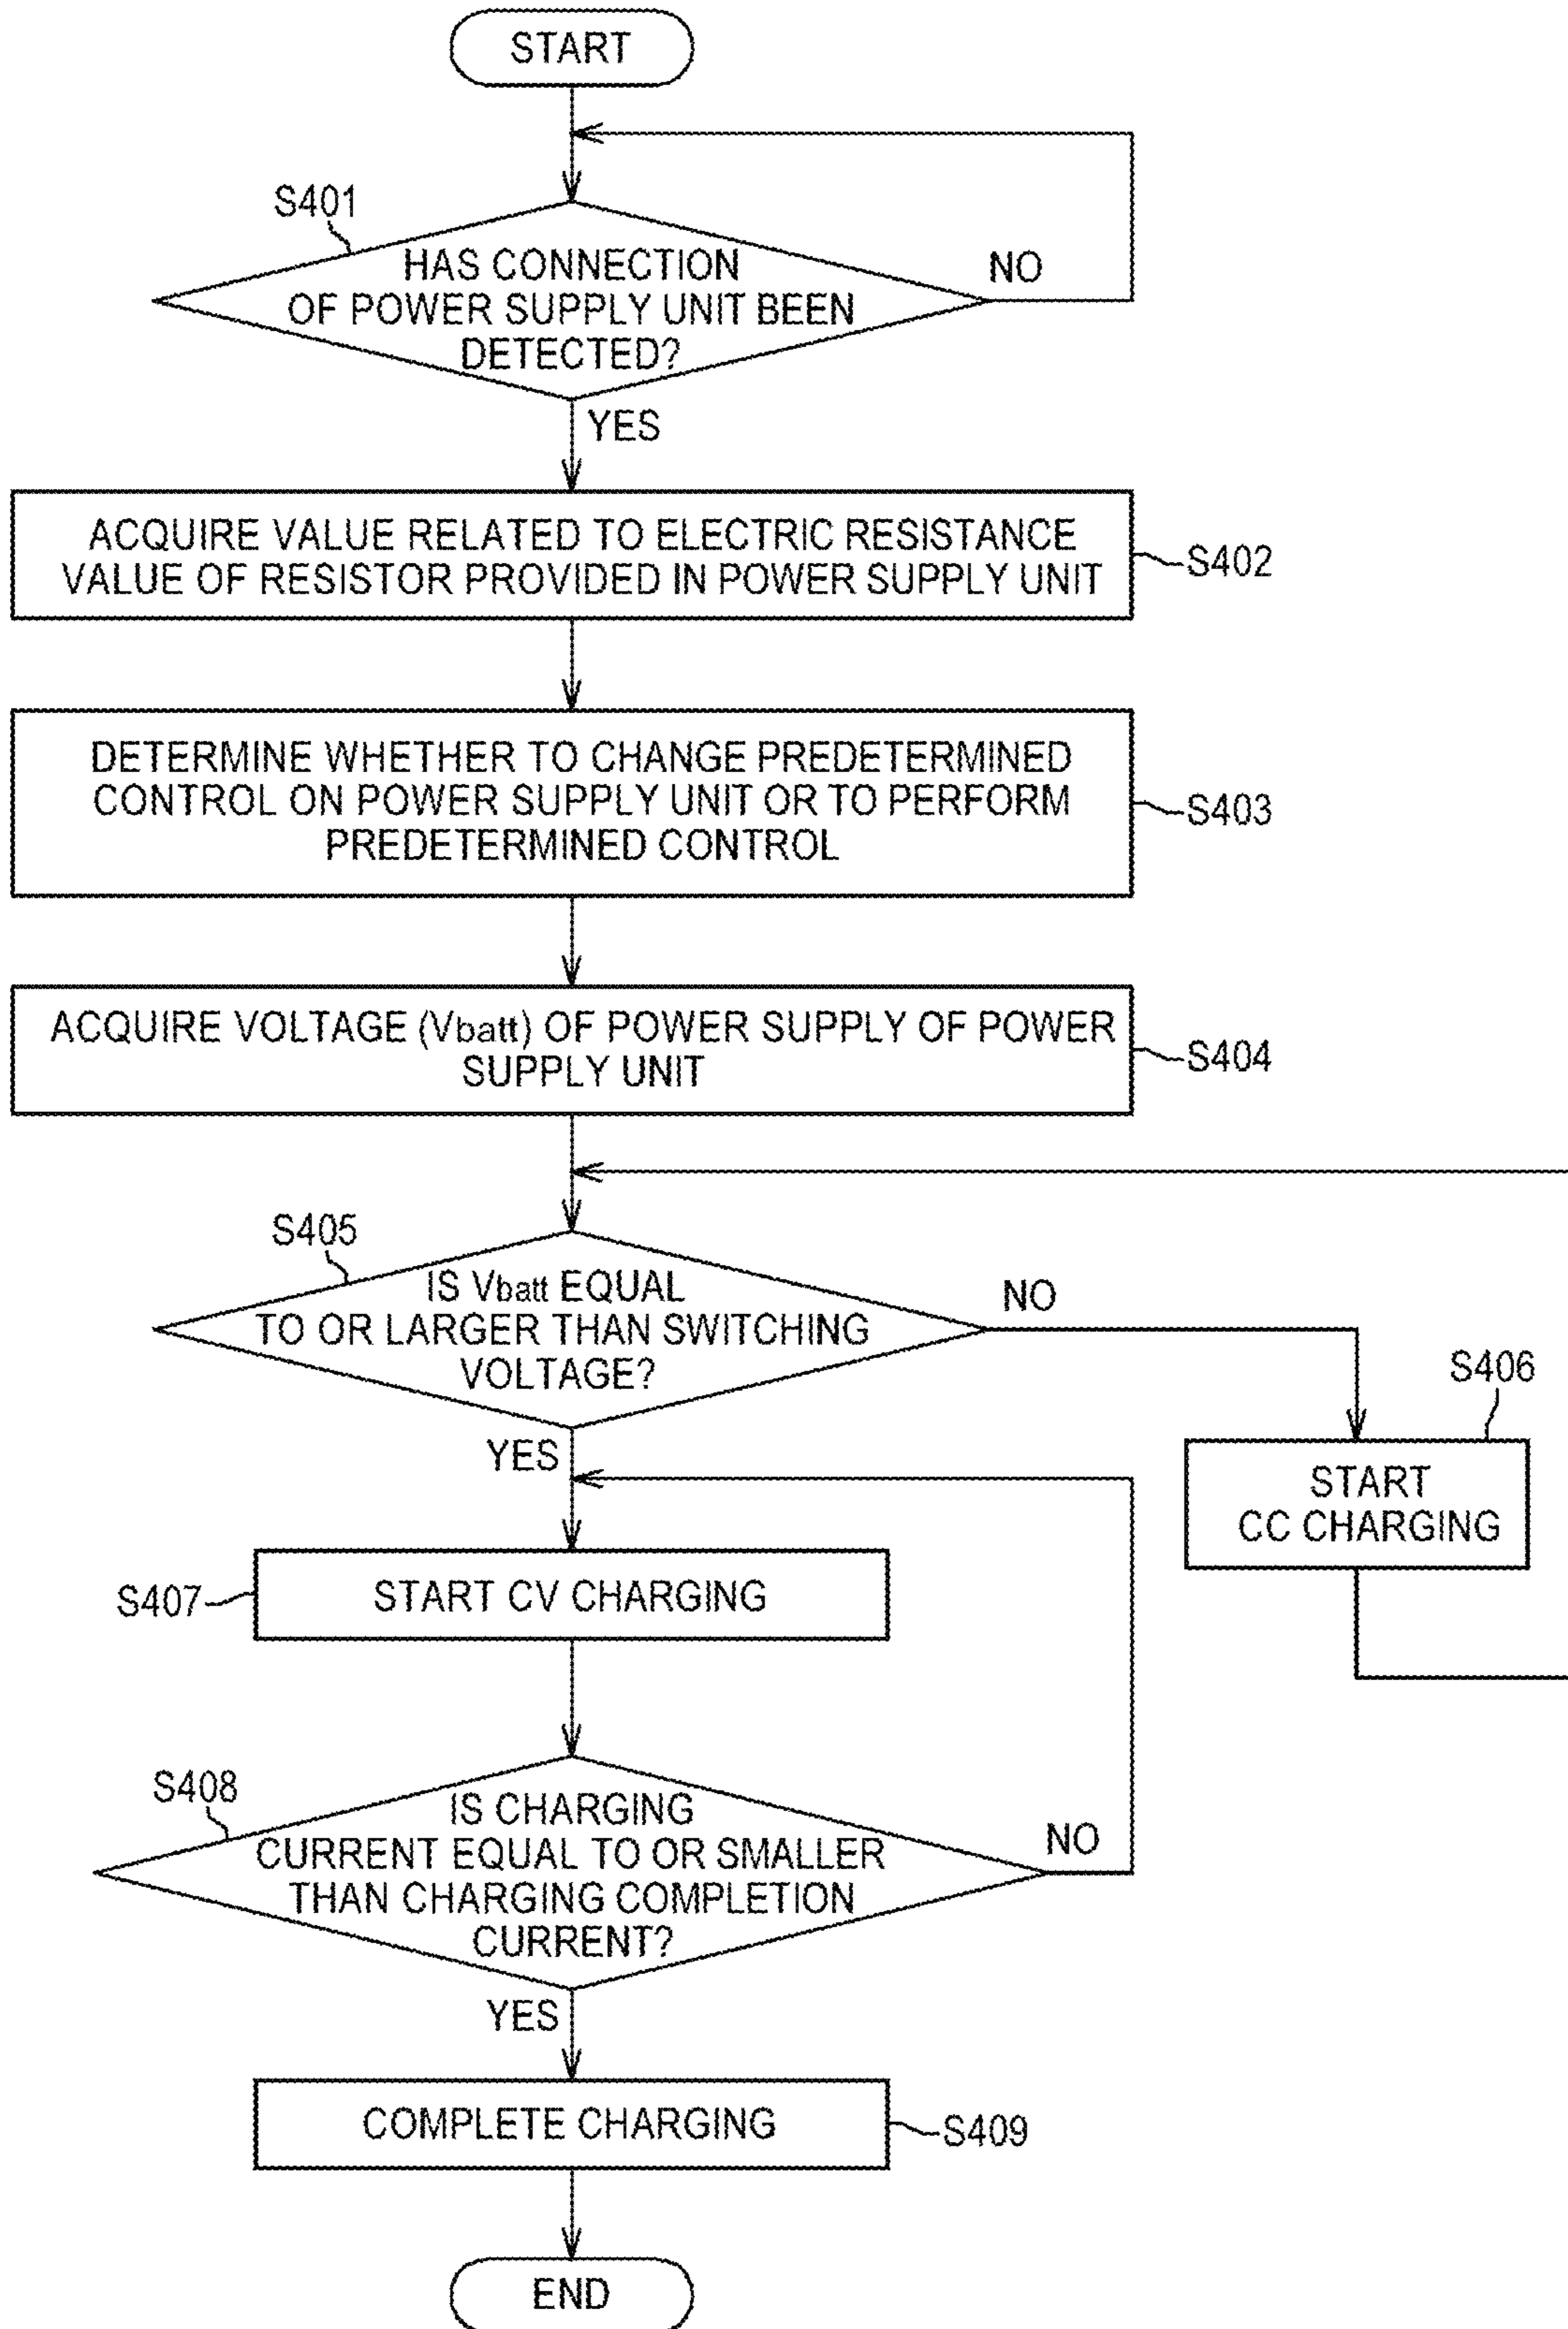 START
S401
HAS CONNECTION
OF POWER SUPPLY UNIT BEEN
DETECTED?
NO
YES
ACQUIRE VALUE RELATED TO ELECTRIC RESISTANCE
VALUE OF RESISTOR PROVIDED IN POWER SUPPLY UNIT
S402
DETERMINE WHETHER TO CHANGE PREDETERMINED
CONTROL ON POWER SUPPLY UNIT OR TO PERFORM
PREDETERMINED CONTROL
S403
ACQUIRE VOLTAGE (Vbatt) OF POWER SUPPLY OF POWER
SUPPLY UNIT
S404
S405
IS Vbatt EQUAL
TO OR LARGER THAN SWITCHING
VOLTAGE?
NO
YES
S406
START
CC CHARGING
S407
START CV CHARGING
S408
IS CHARGING
CURRENT EQUAL TO OR SMALLER
THAN CHARGING COMPLETION
CURRENT?
NO
YES
COMPLETE CHARGING
S409
END